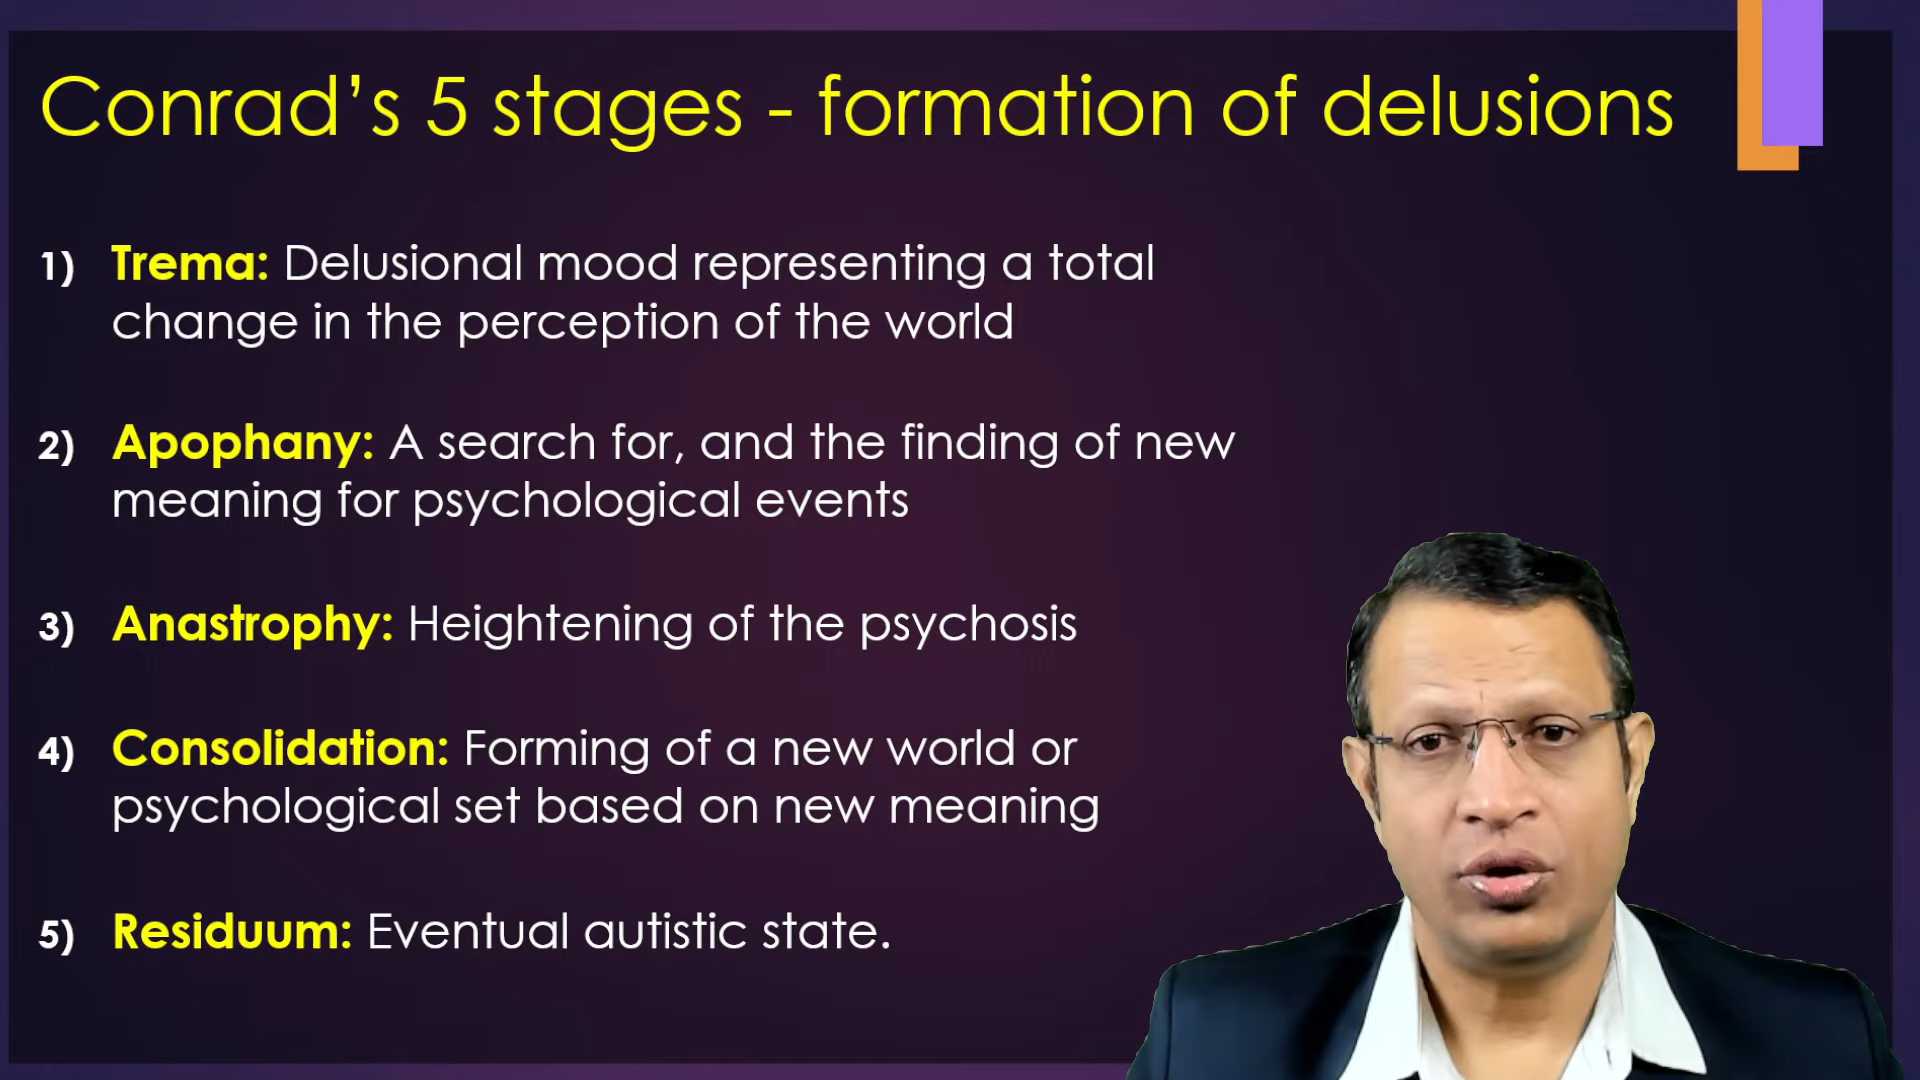 Conrad’s 5 stages - formation of delusions
1) Trema: Delusional mood representing a total
change in the perception of the world
2) Apophany: A search for, and the finding of new
meaning for psychological events
3) Anastrophy: Heightening of the psychosis
4) Consolidation: Forming of a new world or
psychological set based on new meaning
5) Residuum: Eventual autistic state.